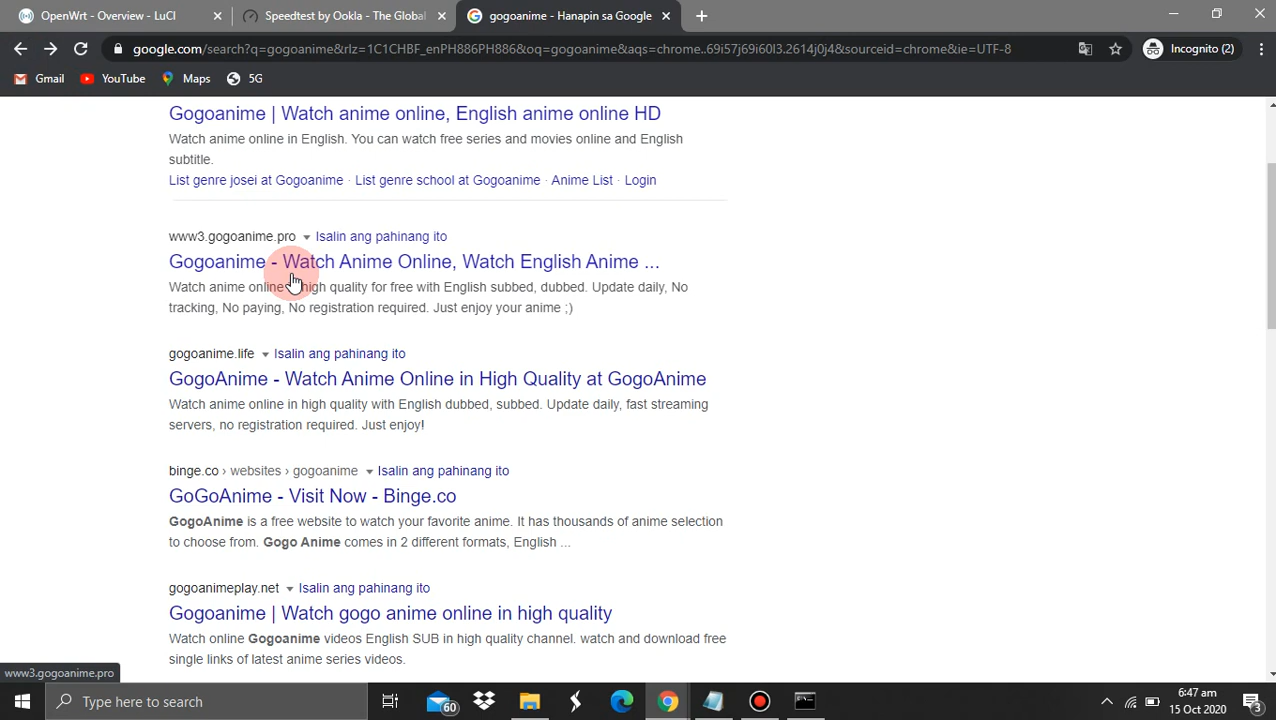 OpenWrt - Overview - LuCI
Speedtest by Ookla - The Global
gogoanime - Hanapin sa Google
google.com/search?q=gogoanime&rlz=1C1CHBF_enPH886PH886&oq=gogoanime&aqs=chrome..69i57j69i60l3.2614j0j4&sourceid=chrome&ie=UTF-8
Incognito (2)
Gmail YouTube Maps 5G
Gogoanime | Watch anime online, English anime online HD
Watch anime online in English. You can watch free series and movies online and English
subtitle.
List genre josei at Gogoanime · List genre school at Gogoanime · Anime List · Login
www3.gogoanime.pro Isalin ang pahinang ito
Gogoanime - Watch Anime Online, Watch English Anime ...
Watch anime online in high quality for free with English subbed, dubbed. Update daily, No
tracking, No paying, No registration required. Just enjoy your anime ;)
gogoanime.life Isalin ang pahinang ito
GogoAnime - Watch Anime Online in High Quality at GogoAnime
Watch anime online in high quality with English dubbed, subbed. Update daily, fast streaming
servers, no registration required. Just enjoy!
binge.co › websites › gogoanime Isalin ang pahinang ito
GoGoAnime - Visit Now - Binge.co
GogoAnime is a free website to watch your favorite anime. It has thousands of anime selection
to choose from. Gogo Anime comes in 2 different formats, English ...
gogoanimeplay.net Isalin ang pahinang ito
Gogoanime | Watch gogo anime online in high quality
Watch online Gogoanime videos English SUB in high quality channel. watch and download free
single links of latest anime series videos.
www3.gogoanime.pro
Type here to search
60
6:47 am
15 Oct 2020
3